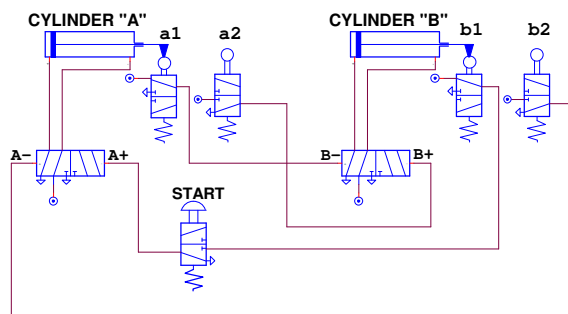 CYLINDER "A"
a1
a2
CYLINDER "B"
b1
b2
A-
A+
B-
B+
START